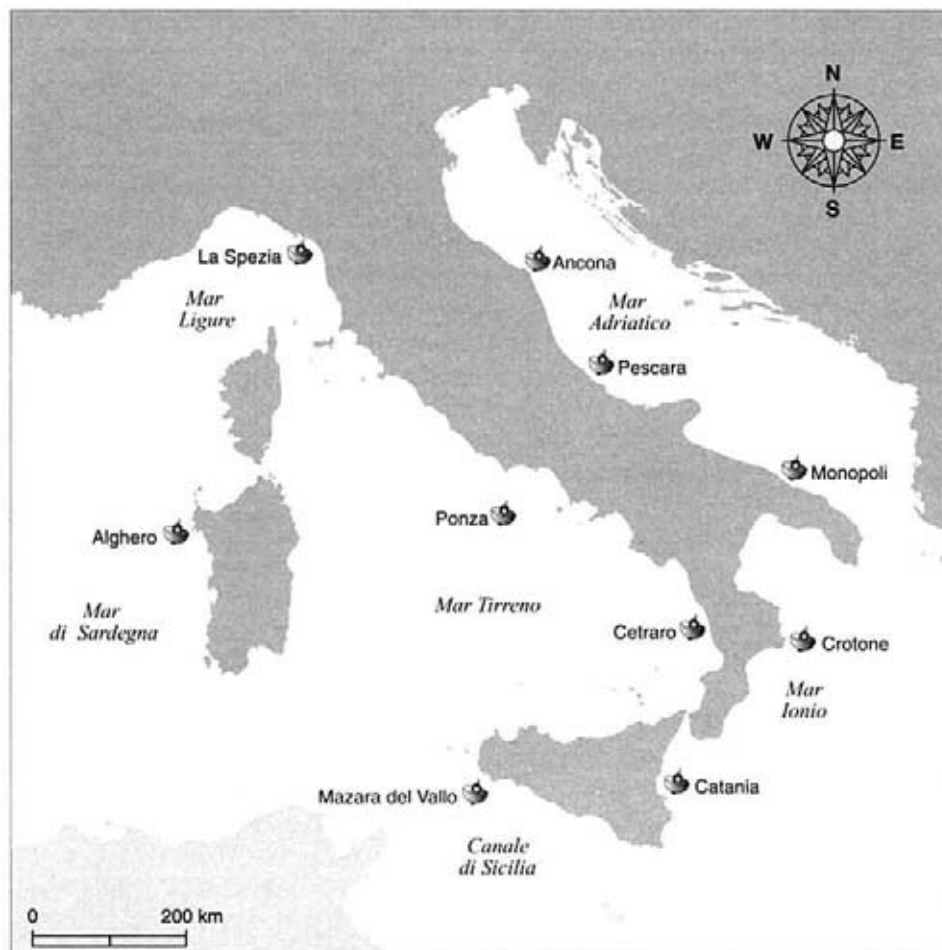 N
W E
S
La Spezia
Ancona
Mar
Ligure
Mar
Adriatico
Pescara
Monopoli
Ponza
Alghero
Mar
di Sardegna
Mar Tirreno
Cetraro
Crotone
Mar
Ionio
Mazara del Vallo
Catania
Canale
di Sicilia
0 200 km